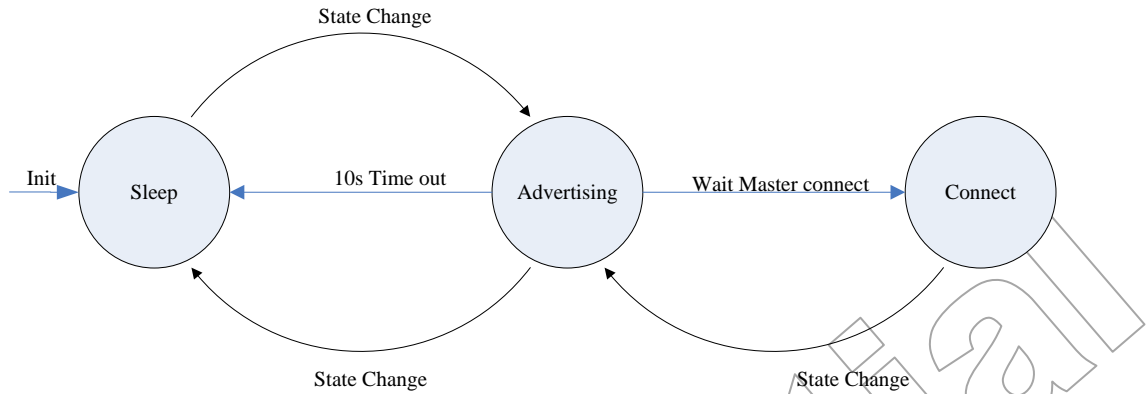 State Change
Init
Sleep
10s Time out
Advertising
Wait Master connect
Connect
State Change
State Change